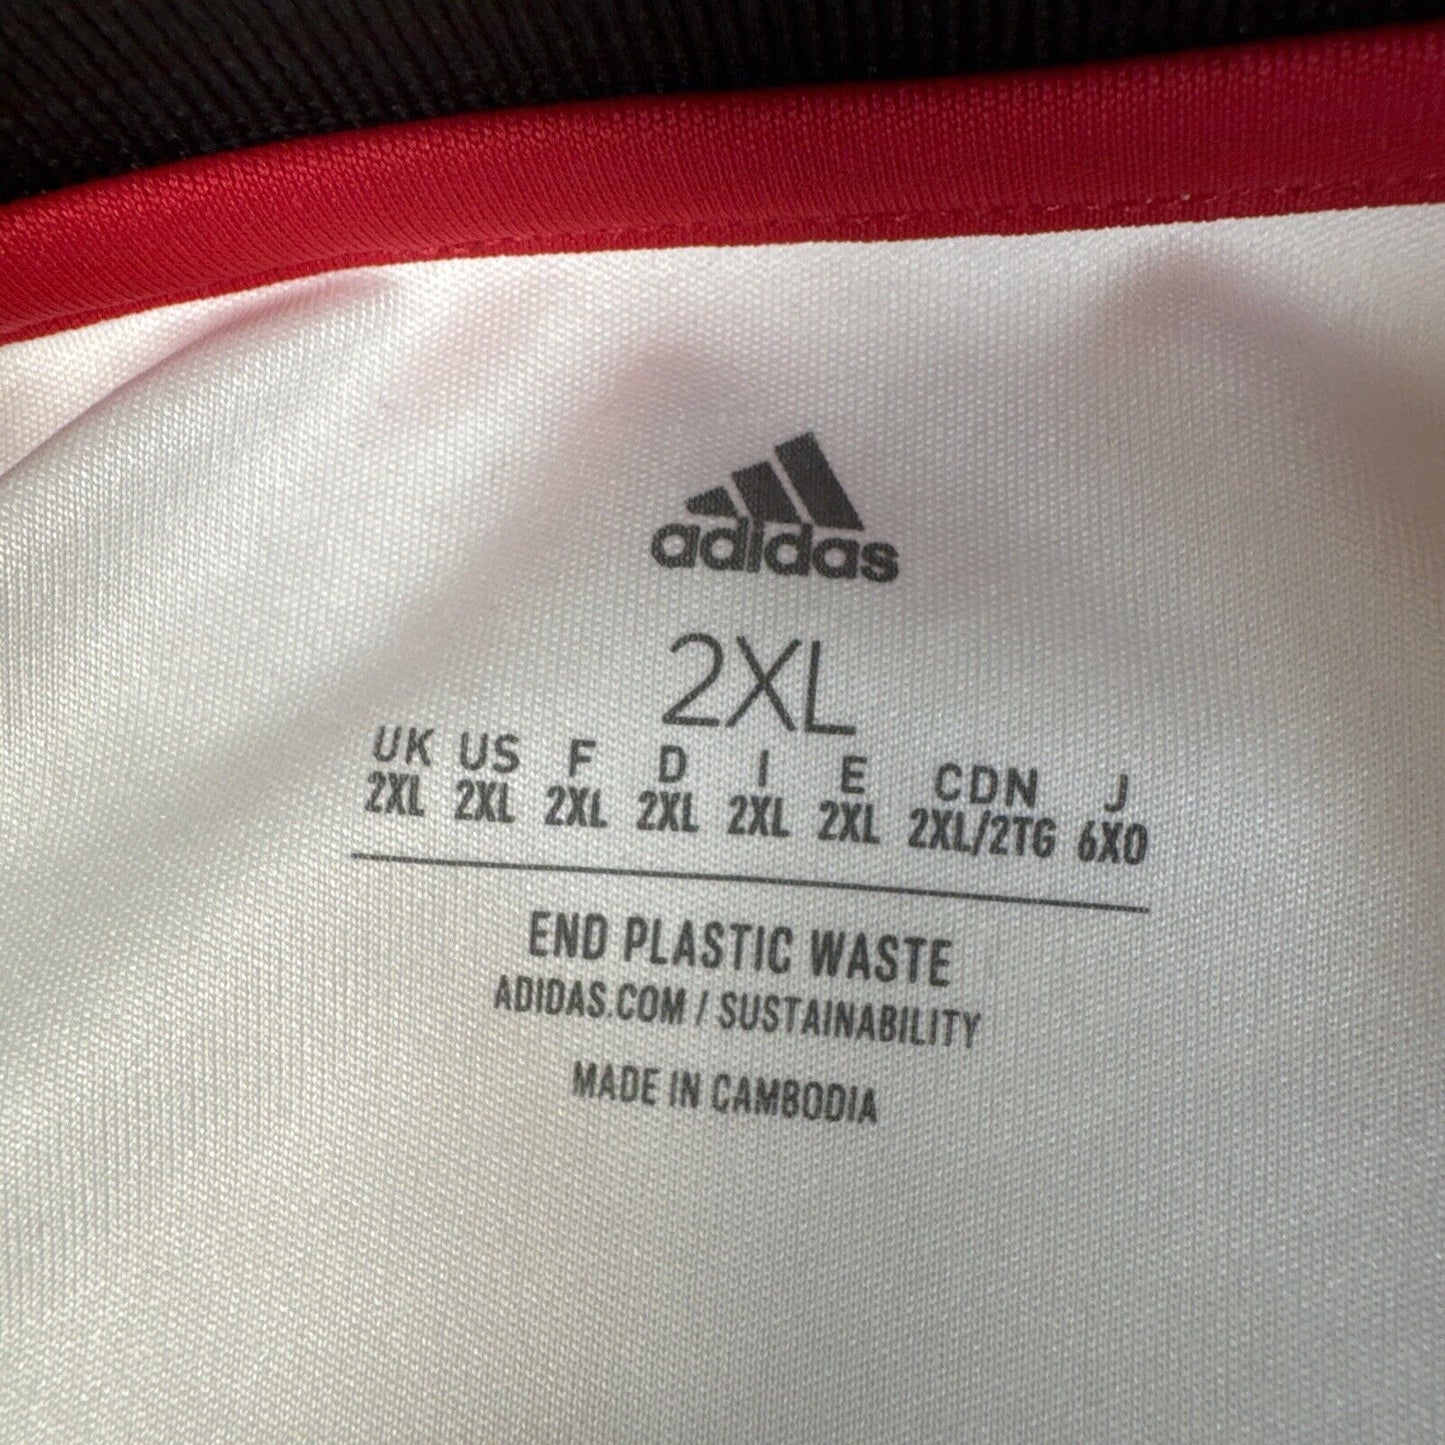 adidas
2XL
UK US F D I E CDN J
2XL 2XL 2XL 2XL 2XL 2XL 2XL/2TG 6XO
END PLASTIC WASTE
ADIDAS.COM / SUSTAINABILITY
MADE IN CAMBODIA